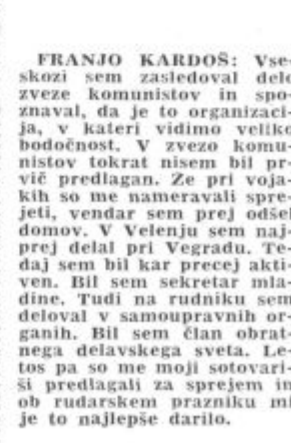 FRANJO KARDOŠ: Vse-
skozi sem zasledoval delo
zveze komunistov in spo-
znaval, da je to organizaci-
ja, v kateri vidimo veliko
bodočnost. V zvezo komu-
nistov tokrat nisem bil pr-
vič predlagan. Že pri voja-
kih so me nameravali spre-
jeti, vendar sem prej odšel
domov. V Velenju sem naj-
prej delal pri Vegradu. Te-
daj sem bil kar precej akti-
ven. Bil sem sekretar mla-
dine. Tudi na rudniku sem
deloval v samoupravnih or-
ganih. Bil sem član obrat-
nega delavskega sveta. Le-
tos pa so me moji sotovari-
ši predlagali za sprejem in
ob rudarskem prazniku mi
je to najlepše darilo.